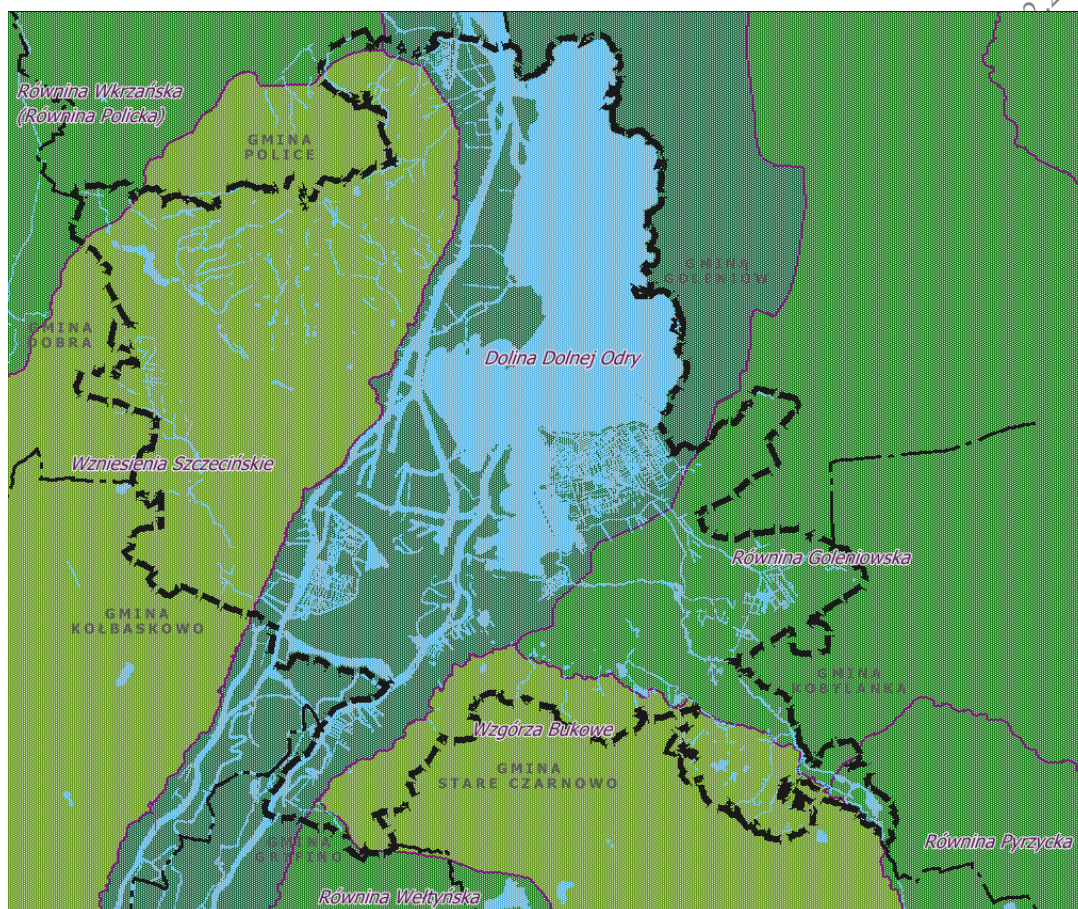 Równina Wkrzańska
(Równina Policka)
GMINA
POLICE
GMINA
GOLENIÓW
GMINA
DOBRA
Dolina Dolnej Odry
Wzniesienia Szczecińskie
Równina Goleniowska
GMINA
KOŁBASKOWO
GMINA
KOBYLANKA
Wzgórza Bukowe
GMINA
STARE CZARNOWO
GMINA
GRYFINO
Równina Pyrzycka
Równina Wełtyńska